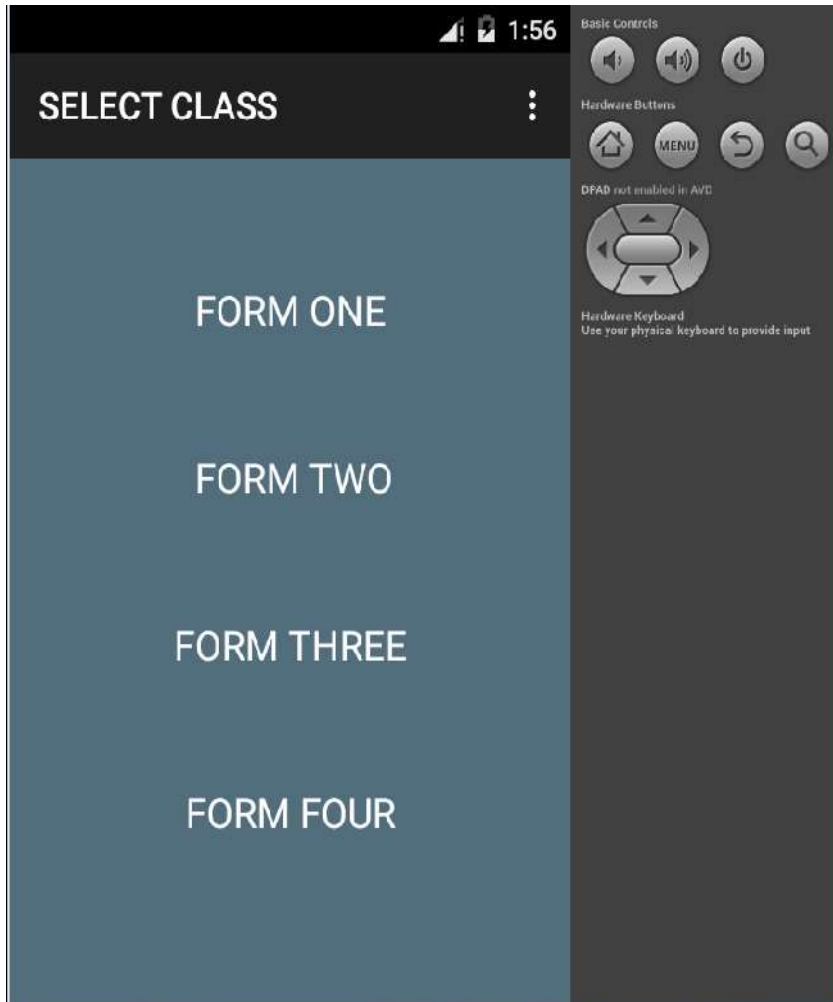 1:56
SELECT CLASS
FORM ONE
FORM TWO
FORM THREE
FORM FOUR
Basic Controls
Hardware Buttons
MENU
DPAD not enabled in AVD
Hardware Keyboard
Use your physical keyboard to provide input